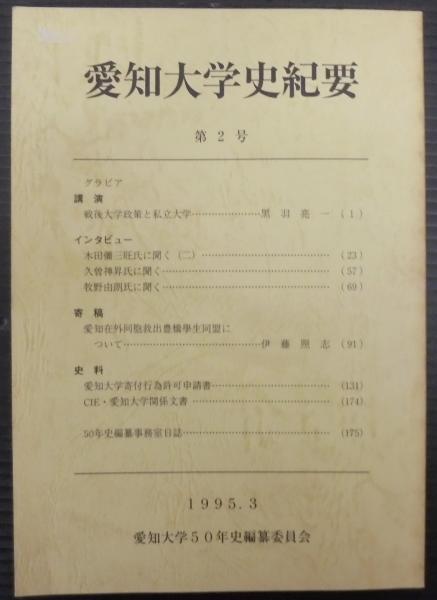 愛知大学史紀要
第2号
グラビア
講演
戦後大学政策と私立大学…………………黒羽亮一(1)
インタビュー
木田彌三旺氏に聞く(二)……………………………………(23)
久曽神昇氏に聞く……………………………………………(57)
牧野由朗氏に聞く……………………………………………(69)
寄稿
愛知在外同胞救出豊橋學生同盟に
ついて……………………………………伊藤照志(91)
史料
愛知大学寄付行為許可申請書………………………………(131)
CIE・愛知大学関係文書……………………………………(174)
50年史編纂事務室日誌………………………………………(175)
1995.3
愛知大学50年史編纂委員会